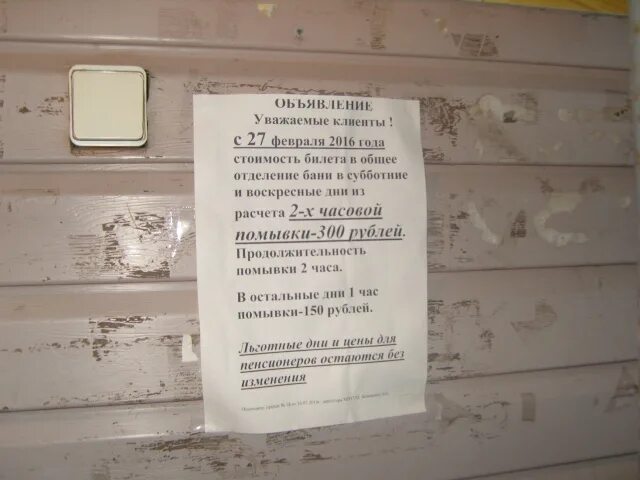 ОБЪЯВЛЕНИЕ
Уважаемые клиенты !
с 27 февраля 2016 года
стоимость билета в общее
отделение бани в субботние
и воскресные дни из
расчета 2-х часовой
помывки-300 рублей.
Продолжительность
помывки 2 часа.
В остальные дни 1 час
помывки-150 рублей.
Льготные дни и цены для
пенсионеров остаются без
изменения